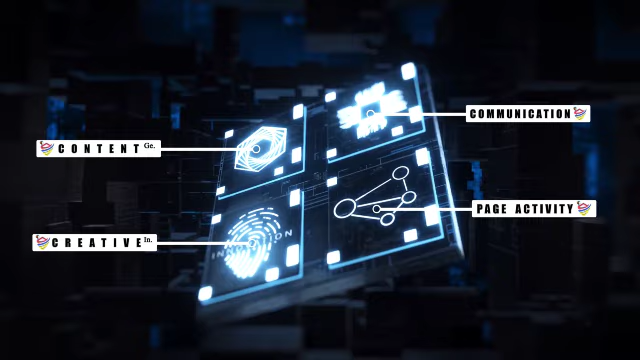 COMMUNICATION
CONTENT Ge.
PAGE ACTIVITY
CREATIVE In.